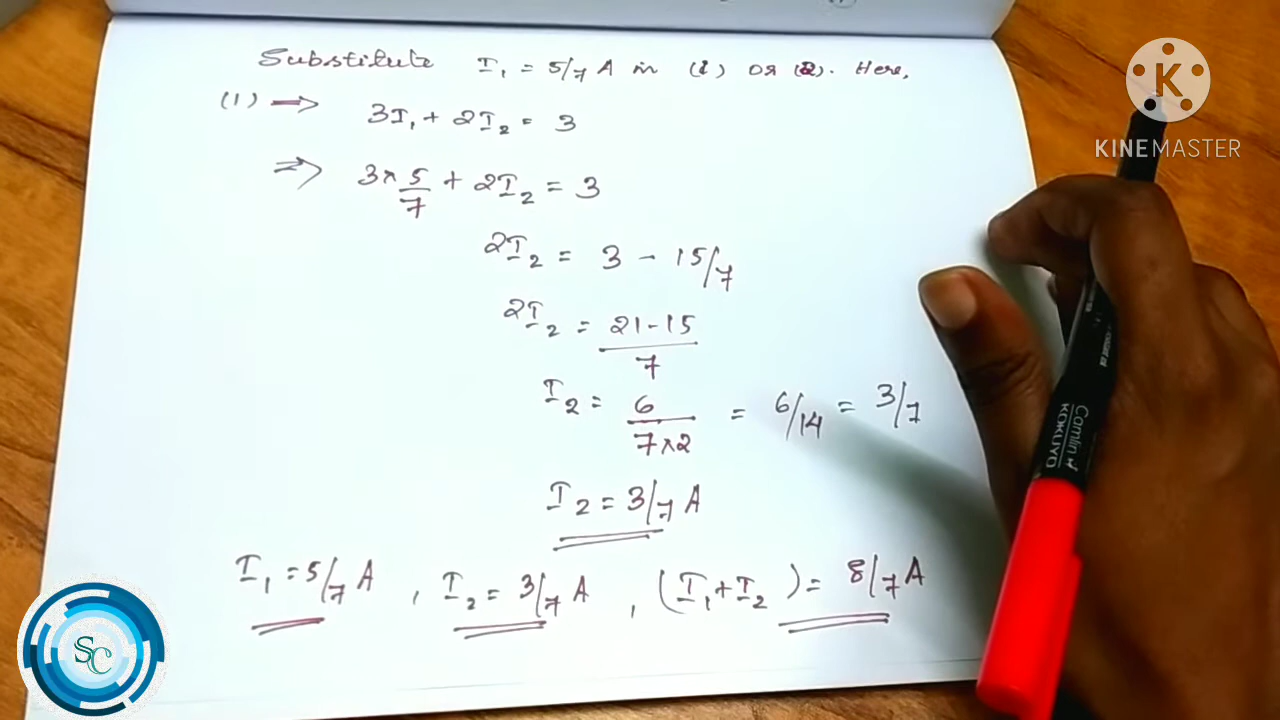 Substitute I₁ = 5/7 A in (1) or (2). Here,
(1) → 3I₁ + 2I₂ = 3
⇒ 3 × 5/7 + 2I₂ = 3
2I₂ = 3 - 15/7
2I₂ = 21-15/7
I₂ = 6/7×2 = 6/14 = 3/7
I₂ = 3/7 A
I₁ = 5/7 A , I₂ = 3/7 A , (I₁+I₂) = 8/7 A
K
KINEMASTER
Camlin
KOKUYO
SC